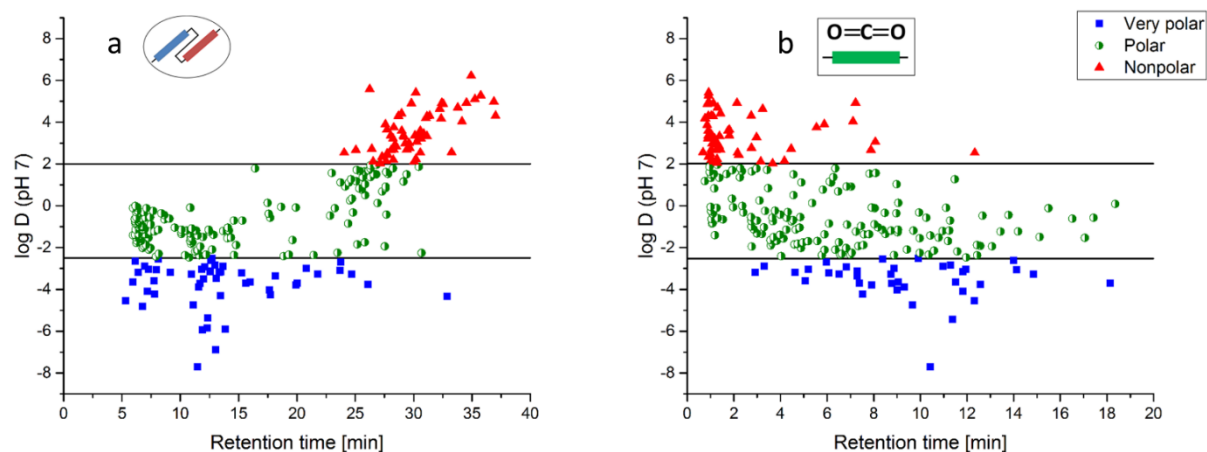 a
8
6
4
2
0
-2
-4
-6
-8
log D (pH 7)
0 5 10 15 20 25 30 35 40
Retention time [min]
b
O=C=O
8
6
4
2
0
-2
-4
-6
-8
log D (pH 7)
0 2 4 6 8 10 12 14 16 18 20
Retention time [min]
Very polar
Polar
Nonpolar